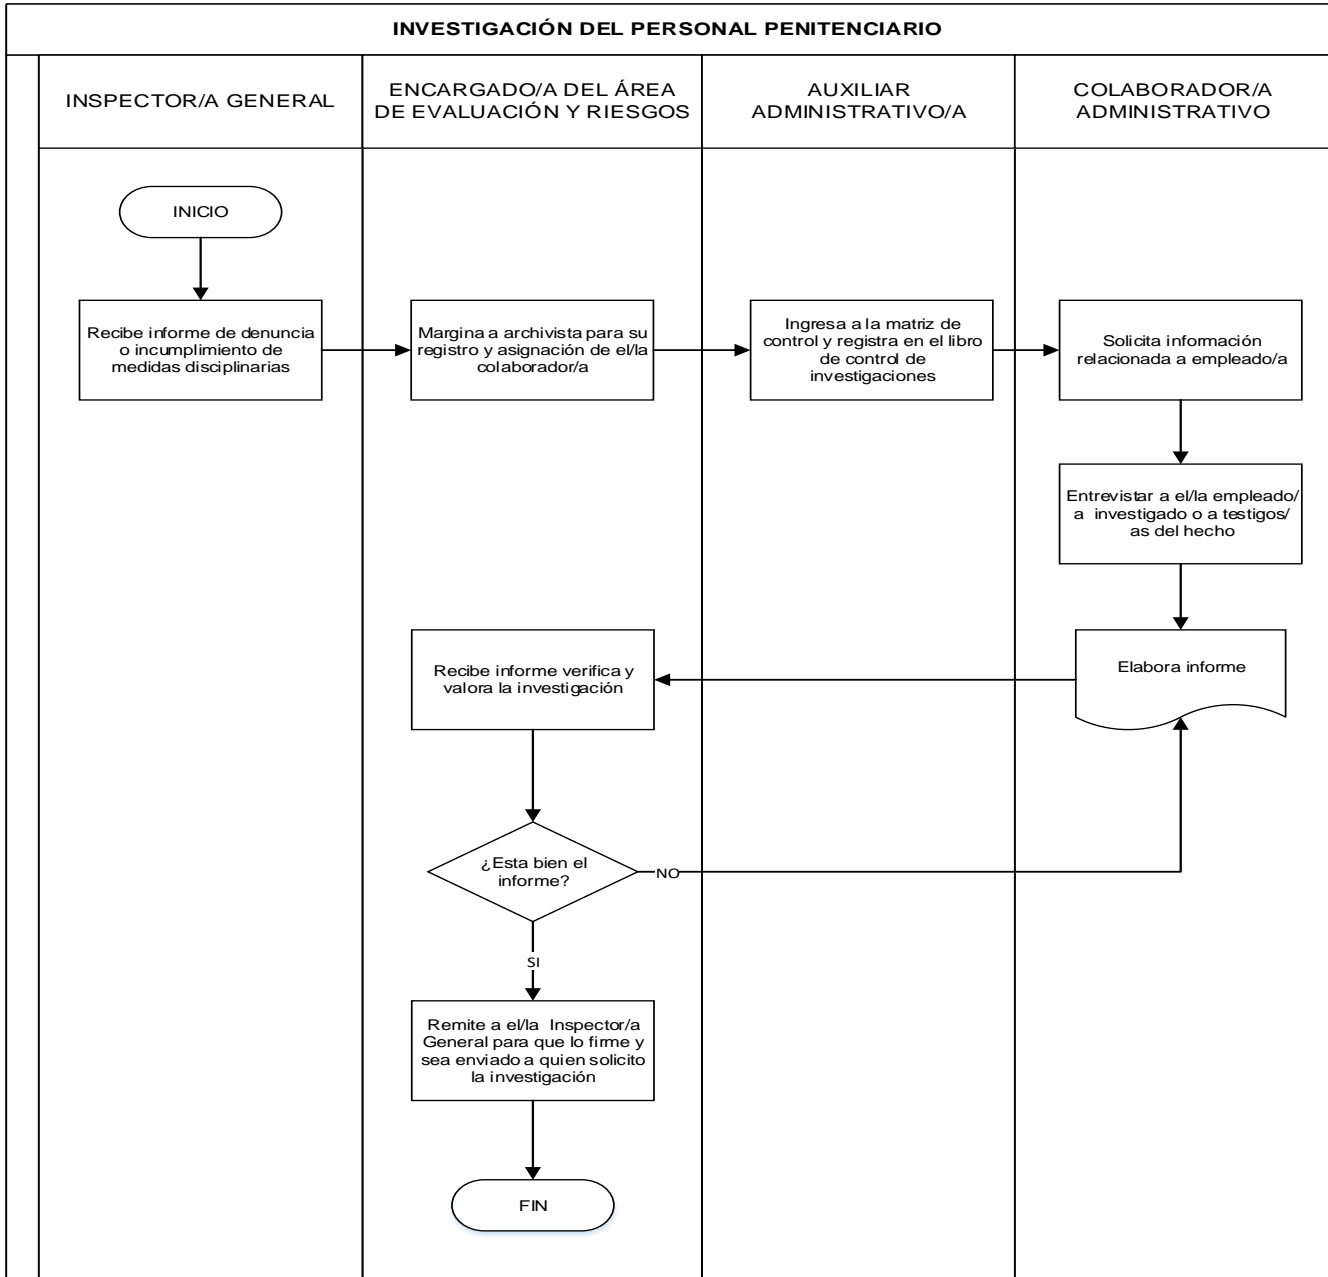 INVESTIGACIÓN DEL PERSONAL PENITENCIARIO
INSPECTOR/A GENERAL
ENCARGADO/A DEL ÁREA
DE EVALUACIÓN Y RIESGOS
AUXILIAR
ADMINISTRATIVO/A
COLABORADOR/A
ADMINISTRATIVO
INICIO
Recibe informe de denuncia
o incumplimiento de
medidas disciplinarias
Margina a archivista para su
registro y asignación de el/la
colaborador/a
Ingresa a la matriz de
control y registra en el libro
de control de
investigaciones
Solicita información
relacionada a empleado/a
Entrevistar a el/la empleado/
a investigado o a testigos/
as del hecho
Elabora informe
Recibe informe verifica y
valora la investigación
¿Esta bien el
informe?
NO
SI
Remite a el/la Inspector/a
General para que lo firme y
sea enviado a quien solicito
la investigación
FIN